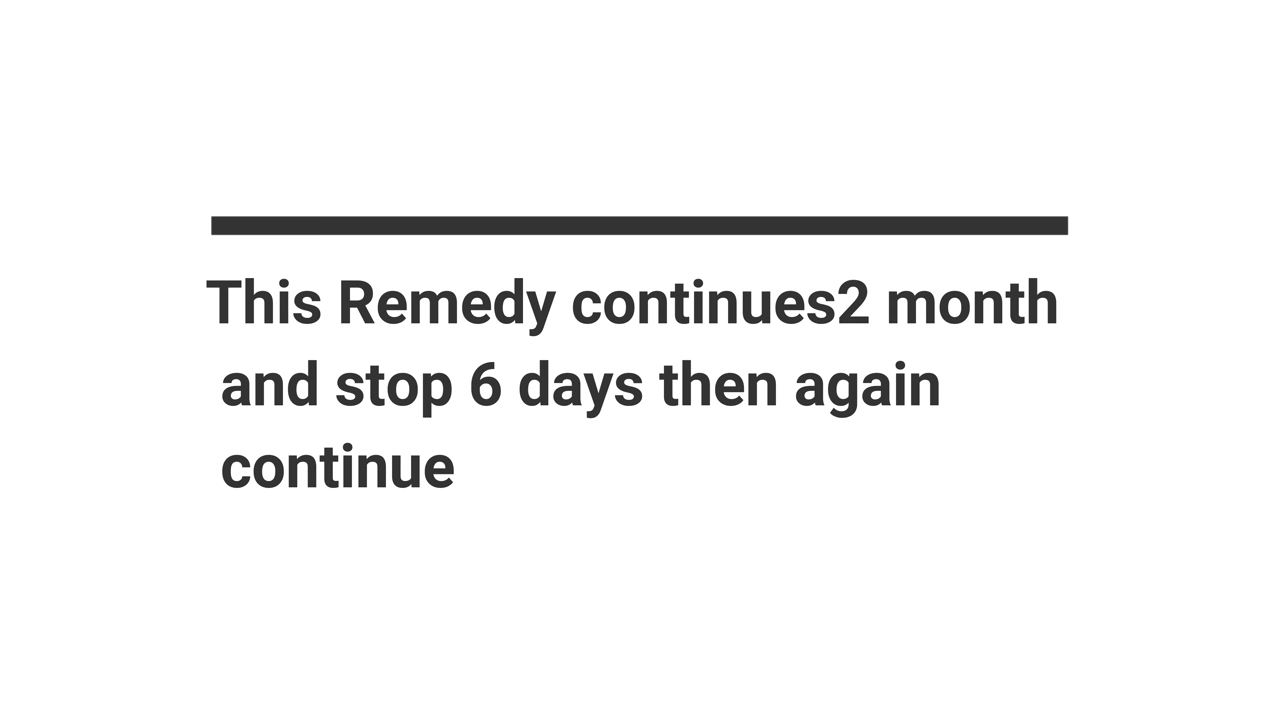 This Remedy continues2 month
and stop 6 days then again
continue